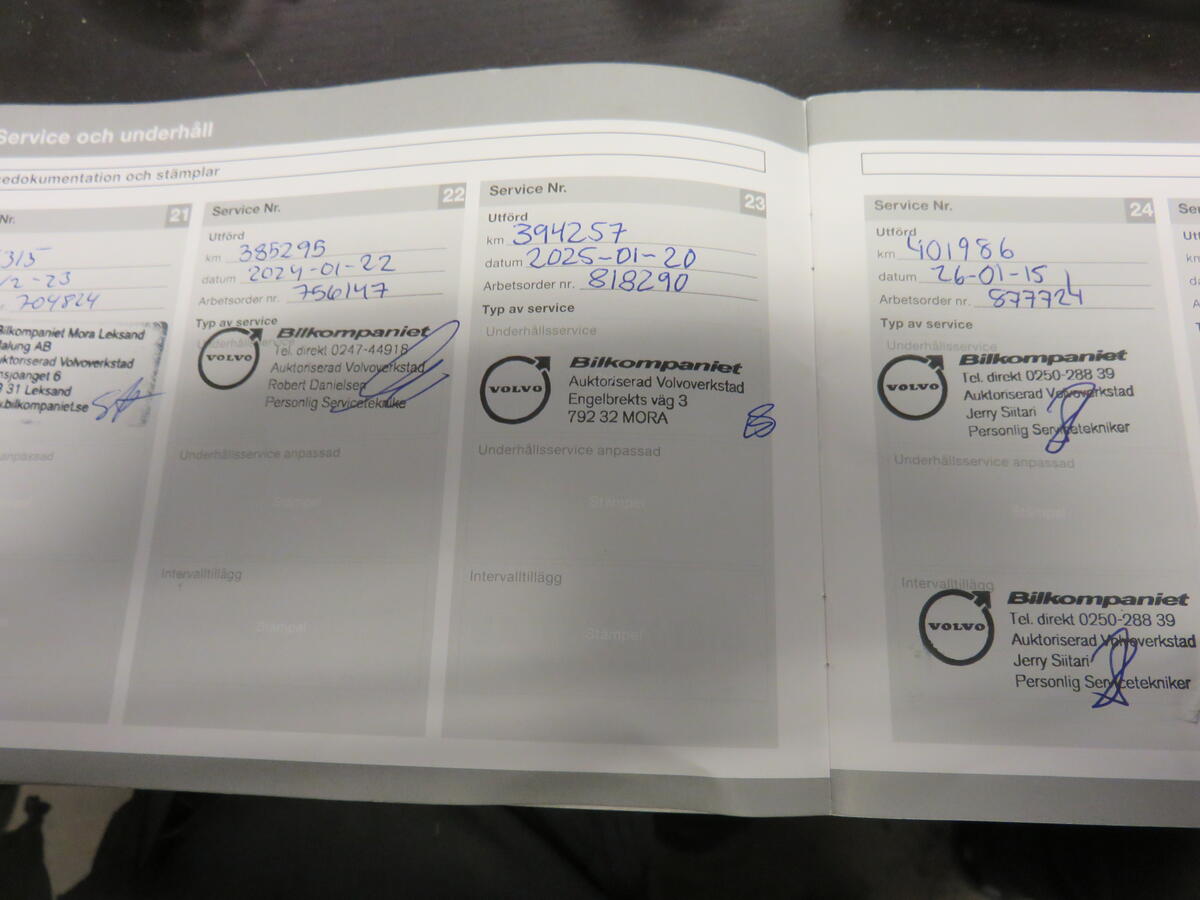 Service och underhåll
edokumentation och stämplar
Nr. 21
315
2-23
704824
Bilkompaniet Mora Leksand
Malung AB
uktoriserad Volvoverkstad
6
31 Leksand
bilkompaniet.se
anpassad
Service Nr. 22
Utförd
km 385295
datum 2024-01-22
Arbetsorder nr. 756147
Typ av service
VOLVO
Bilkompaniet
Tel. direkt 0247-44918
Auktoriserad Volvoverkstad
Robert Danielsen
Personlig Servicetekniker
Underhållsservice anpassad
Stämpel
Intervalltillägg
Stämpel
Service Nr. 23
Utförd
km 394257
datum 2025-01-20
Arbetsorder nr. 818290
Typ av service
Underhållsservice
VOLVO
Bilkompaniet
Auktoriserad Volvoverkstad
Engelbrekts väg 3
792 32 MORA
Underhållsservice anpassad
Stämpel
Intervalltillägg
Stämpel
Service Nr. 24
Utförd
km 401986
datum 26-01-15
Arbetsorder nr. 877724
Typ av service
Underhållsservice
VOLVO
Bilkompaniet
Tel. direkt 0250-288 39
Auktoriserad Volvoverkstad
Jerry Siitari
Personlig Servicetekniker
Underhållsservice anpassad
Stämpel
Intervalltillägg
VOLVO
Bilkompaniet
Tel. direkt 0250-288 39
Auktoriserad Volvoverkstad
Jerry Siitari
Personlig Servicetekniker